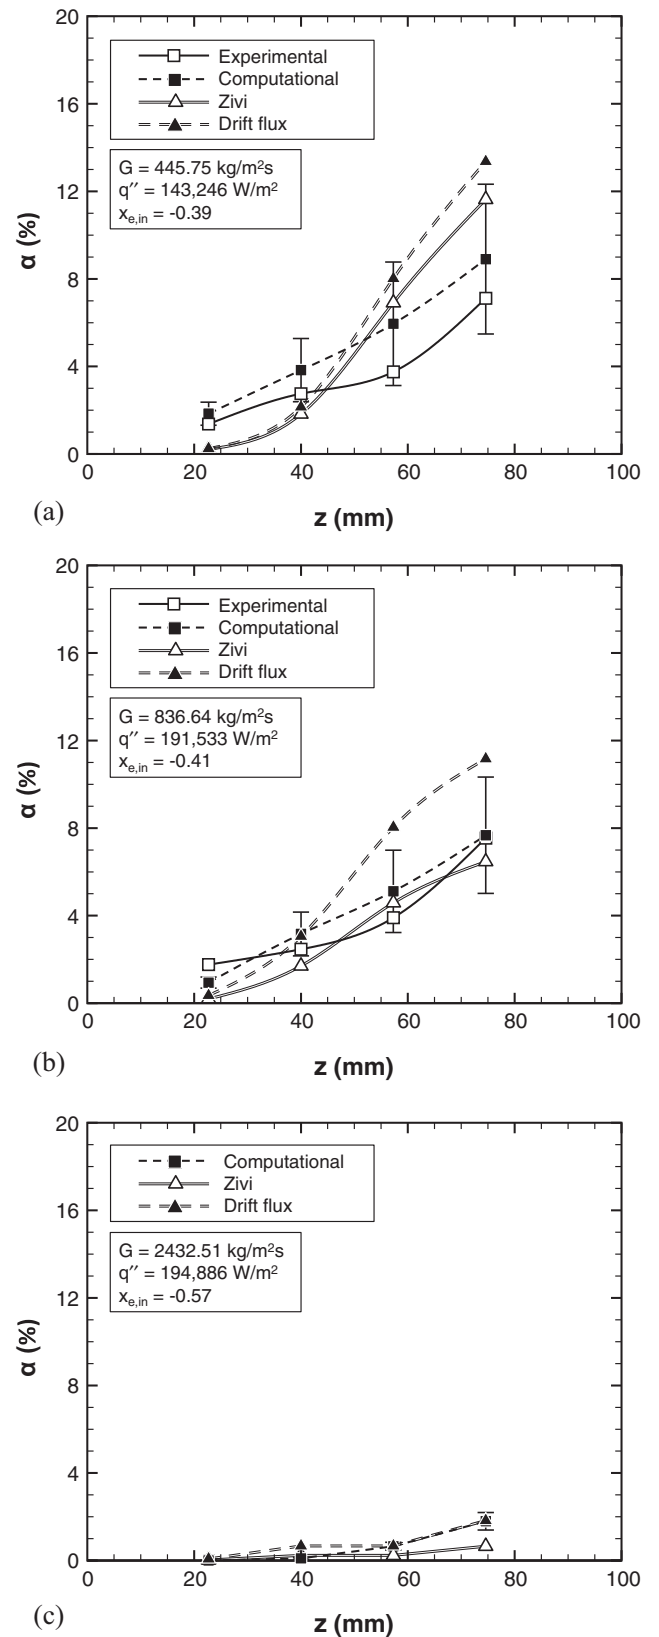 20
16
12
8
4
0
α (%)
Experimental
Computational
Zivi
Drift flux
G = 445.75 kg/m²s
q″ = 143,246 W/m²
xe,in = -0.39
0 20 40 60 80 100
(a)
z (mm)
20
16
12
8
4
0
α (%)
Experimental
Computational
Zivi
Drift flux
G = 836.64 kg/m²s
q″ = 191,533 W/m²
xe,in = -0.41
0 20 40 60 80 100
(b)
z (mm)
20
16
12
8
4
0
α (%)
Computational
Zivi
Drift flux
G = 2432.51 kg/m²s
q″ = 194,886 W/m²
xe,in = -0.57
0 20 40 60 80 100
(c)
z (mm)